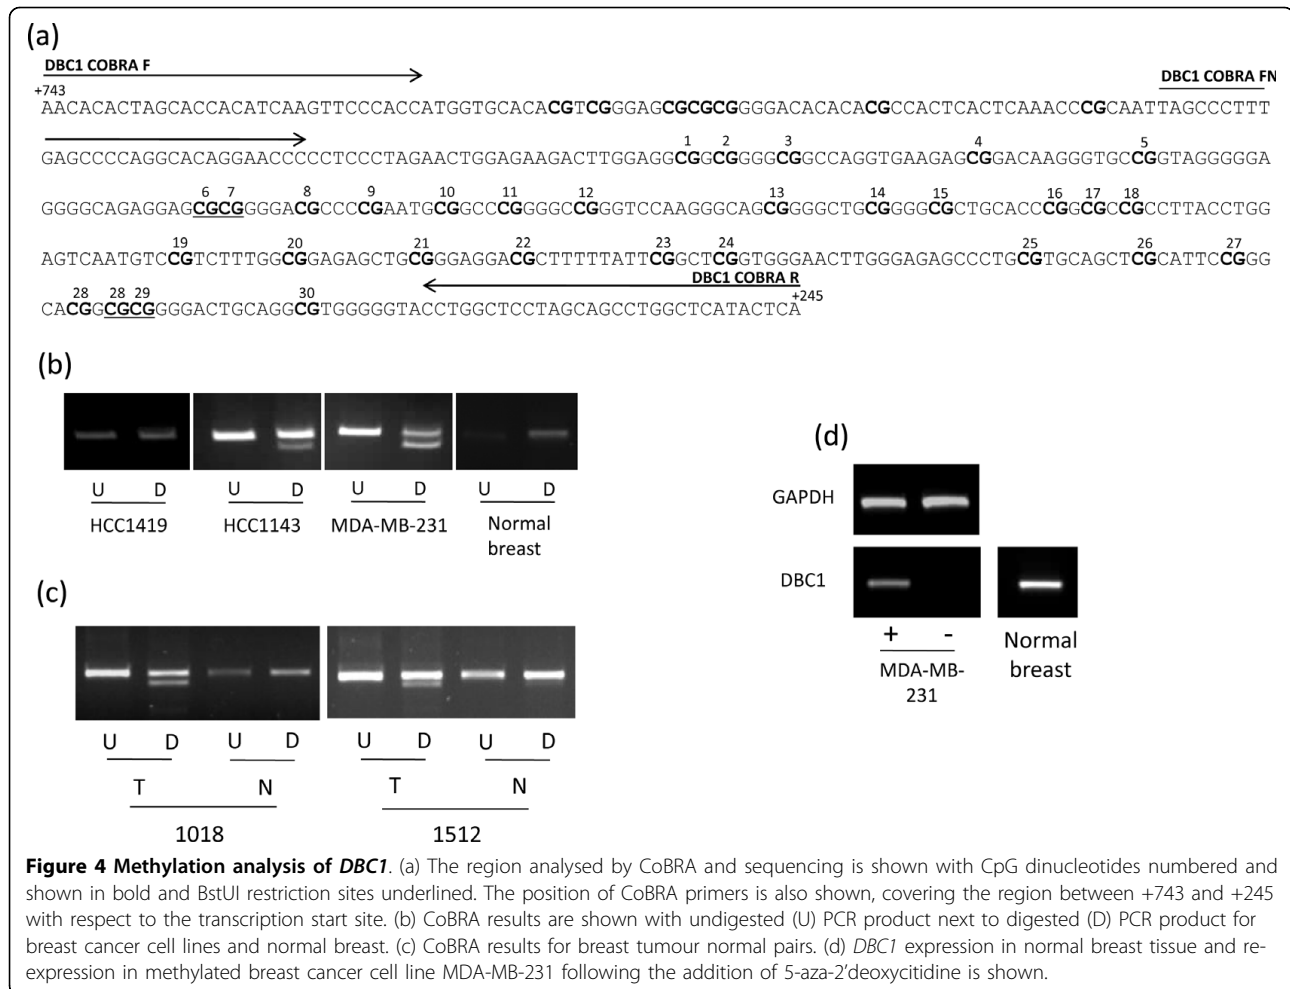 (a)
DBC1 COBRA F
DBC1 COBRA FN
+743
AACACACTAGCACCACATCAAGTTCCCACCATGGTGCACACGTCGGGAGCGCGCGGGGACACACACGCCACTCACTCAAACCCGCAATTAGCCCTTT
1 2 3 4 5
GAGCCCCAGGCACAGGAACCCCCTCCCTAGAACTGGAGAAGACTTGGAGGCGGCGGGGCGGCCAGGTGAAGAGCGGACAAGGGTGCCGGTAGGGGGA
6 7 8 9 10 11 12 13 14 15 16 17 18
GGGGCAGAGGAGCGCGGGGACGCCCCGAATGCGGCCCGGGGCCGGGTCCAAGGGCAGCGGGGCTGCGGGGCGCTGCACCCGGCGCCGCCTTACCTGG
19 20 21 22 23 24 25 26 27
AGTCAATGTCCGTCTTTGGCGGAGAGCTGCGGGAGGACGCTTTTTATTCGGCTCGGTGGGAACTTGGGAGAGCCCTGCGTGCAGCTCGCATTCCGGG
28 28 29 30
DBC1 COBRA R
+245
CACGGCGCGGGGACTGCAGGCGTGGGGGTACCTGGCTCCTAGCAGCCTGGCTCATACTCA
(b)
U D U D U D U D
HCC1419 HCC1143 MDA-MB-231 Normal breast
(c)
U D U D U D U D
T N T N
1018 1512
(d)
GAPDH
DBC1
+ -
MDA-MB-
231
Normal
breast
Figure 4 Methylation analysis of DBC1. (a) The region analysed by CoBRA and sequencing is shown with CpG dinucleotides numbered and
shown in bold and BstUI restriction sites underlined. The position of CoBRA primers is also shown, covering the region between +743 and +245
with respect to the transcription start site. (b) CoBRA results are shown with undigested (U) PCR product next to digested (D) PCR product for
breast cancer cell lines and normal breast. (c) CoBRA results for breast tumour normal pairs. (d) DBC1 expression in normal breast tissue and re-
expression in methylated breast cancer cell line MDA-MB-231 following the addition of 5-aza-2'deoxycitidine is shown.